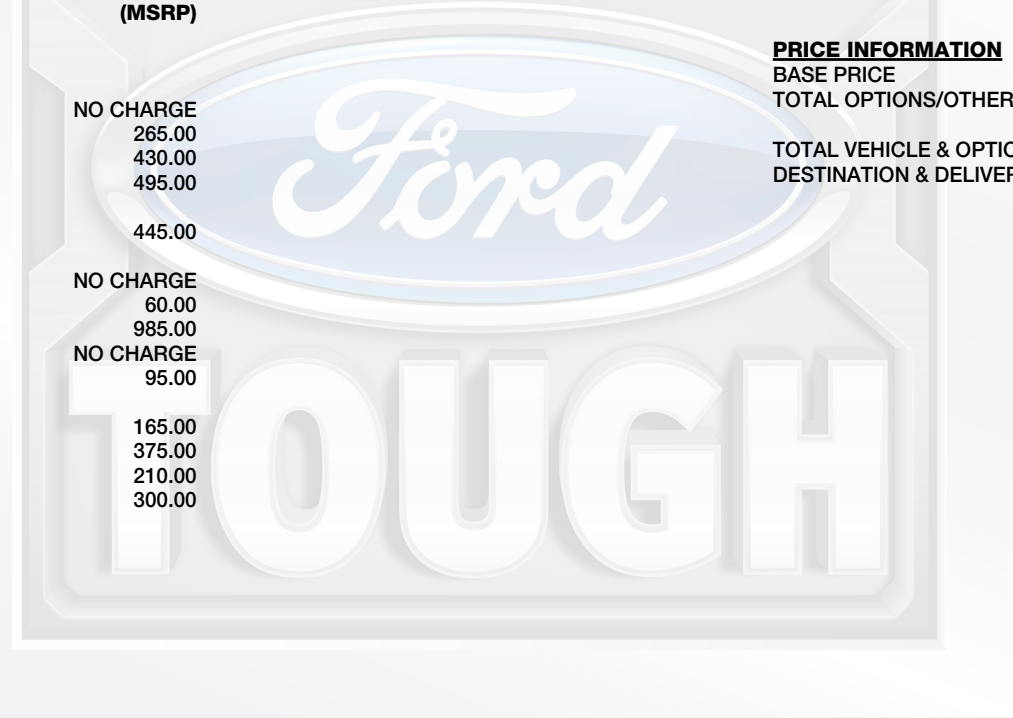 (MSRP)
NO CHARGE
265.00
430.00
495.00
445.00
NO CHARGE
60.00
985.00
NO CHARGE
95.00
165.00
375.00
210.00
300.00
PRICE INFORMATION
BASE PRICE
TOTAL OPTIONS/OTHER
TOTAL VEHICLE & OPTIO
DESTINATION & DELIVER
Ford
TOUGH